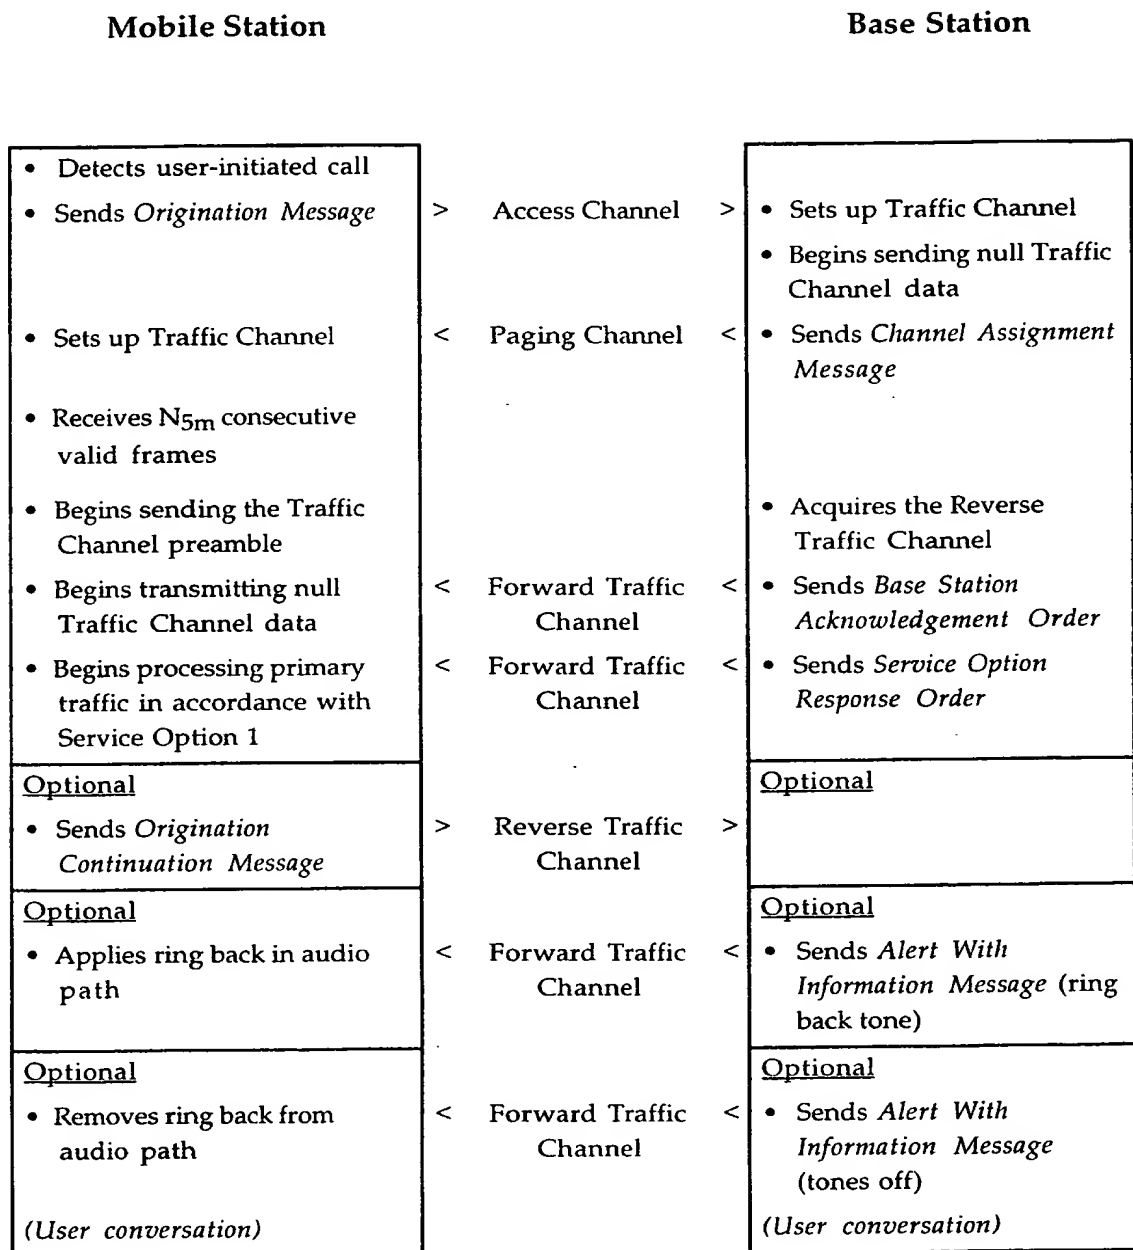 Mobile Station
Base Station
• Detects user-initiated call
• Sends Origination Message > Access Channel > • Sets up Traffic Channel
• Begins sending null Traffic
Channel data
• Sets up Traffic Channel < Paging Channel < • Sends Channel Assignment
Message
• Receives N5m consecutive
valid frames
• Begins sending the Traffic
Channel preamble
• Acquires the Reverse
Traffic Channel
• Begins transmitting null
Traffic Channel data
< Forward Traffic <
Channel
• Sends Base Station
Acknowledgement Order
• Begins processing primary
traffic in accordance with
Service Option 1
< Forward Traffic <
Channel
• Sends Service Option
Response Order
Optional
• Sends Origination
Continuation Message
> Reverse Traffic >
Channel
Optional
Optional
• Applies ring back in audio
path
< Forward Traffic <
Channel
Optional
• Sends Alert With
Information Message (ring
back tone)
Optional
• Removes ring back from
audio path
(User conversation)
< Forward Traffic <
Channel
Optional
• Sends Alert With
Information Message
(tones off)
(User conversation)